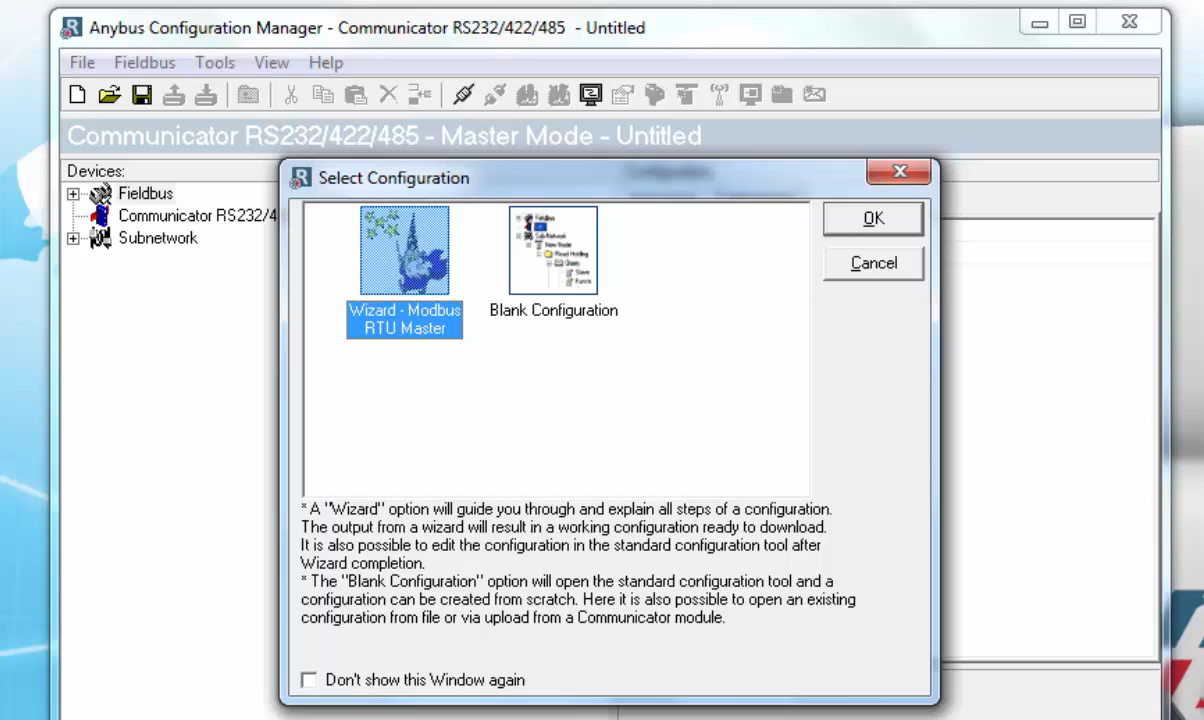 Anybus Configuration Manager - Communicator RS232/422/485 - Untitled
File Fieldbus Tools View Help
Communicator RS232/422/485 - Master Mode - Untitled
Devices:
Fieldbus
Communicator RS232/4
Subnetwork
Select Configuration
OK
Cancel
Wizard - Modbus
RTU Master
Blank Configuration
* A "Wizard" option will guide you through and explain all steps of a configuration.
The output from a wizard will result in a working configuration ready to download.
It is also possible to edit the configuration in the standard configuration tool after
Wizard completion.
* The "Blank Configuration" option will open the standard configuration tool and a
configuration can be created from scratch. Here it is also possible to open an existing
configuration from file or via upload from a Communicator module.
Don't show this Window again